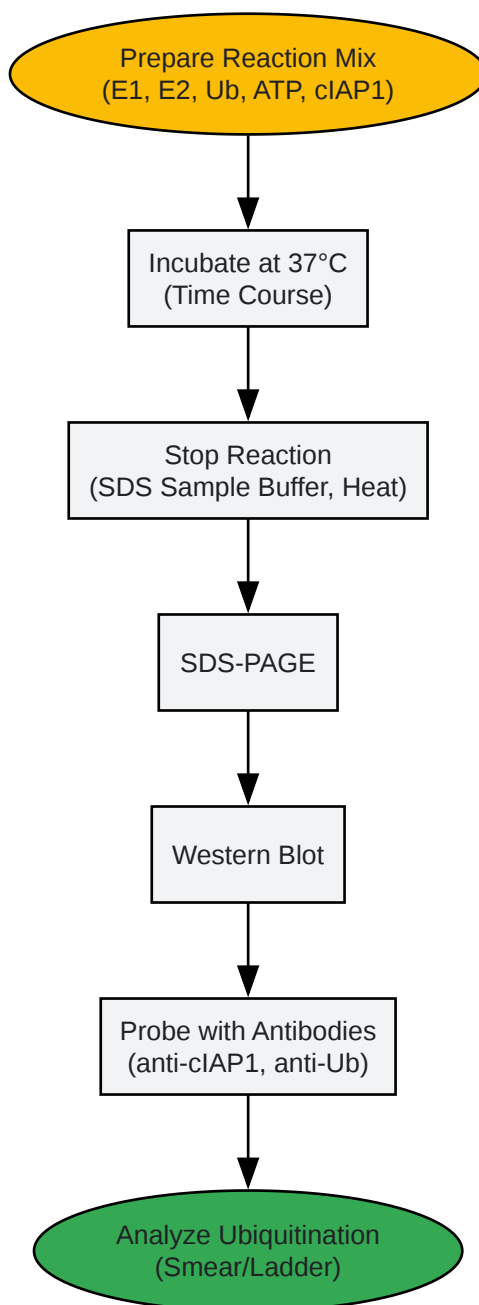 Prepare Reaction Mix
(E1, E2, Ub, ATP, cIAP1)
Incubate at 37°C
(Time Course)
Stop Reaction
(SDS Sample Buffer, Heat)
SDS-PAGE
Western Blot
Probe with Antibodies
(anti-cIAP1, anti-Ub)
Analyze Ubiquitination
(Smear/Ladder)